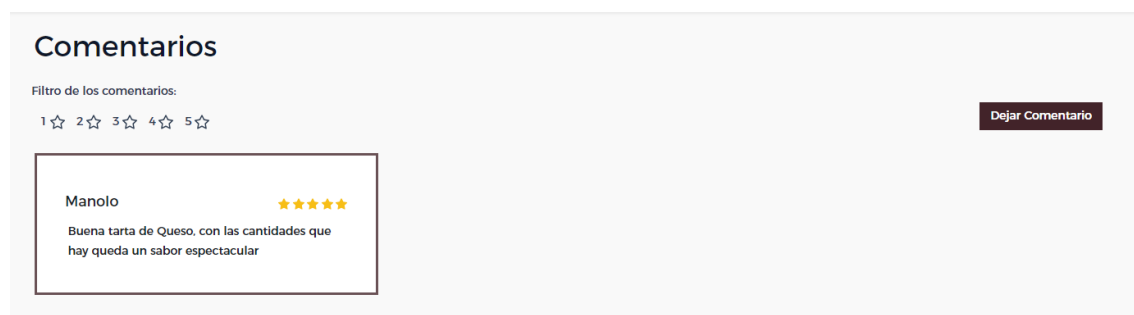 Comentarios
Filtro de los comentarios:
1 2 3 4 5
Dejar Comentario
Manolo
Buena tarta de Queso, con las cantidades que
hay queda un sabor espectacular